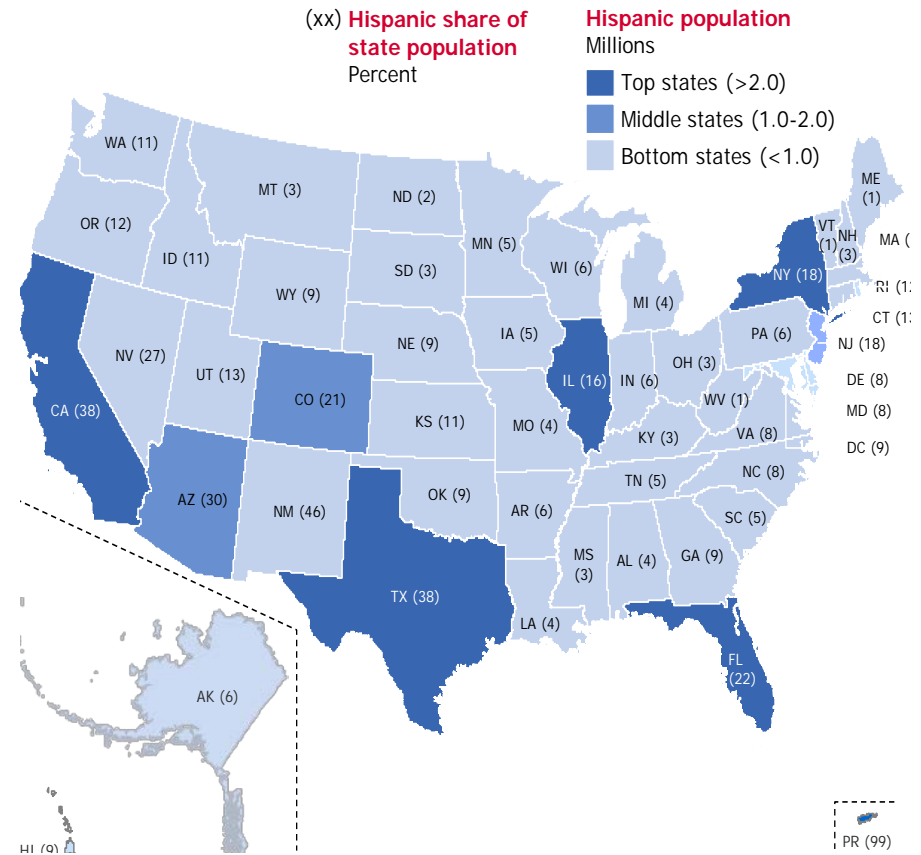 (xx) Hispanic share of
state population
Percent
Hispanic population
Millions
Top states (>2.0)
Middle states (1.0-2.0)
Bottom states (<1.0)
WA (11)
MT (3)
ND (2)
ME
(1)
OR (12)
VT
(1)
NH
(3)
MN (5)
MA (
ID (11)
SD (3)
WI (6)
NY (18)
RI (1
WY (9)
MI (4)
CT (13
IA (5)
PA (6)
NE (9)
NJ (18)
NV (27)
UT (13)
OH (3)
IL (16)
IN (6)
DE (8)
CO (21)
WV (1)
CA (38)
MD (8)
KS (11)
MO (4)
KY (3)
VA (8)
DC (9)
NC (8)
TN (5)
AZ (30)
OK (9)
NM (46)
AR (6)
SC (5)
MS
(3)
AL (4)
GA (9)
TX (38)
LA (4)
FL
(22)
AK (6)
PR (99)
HI (9)